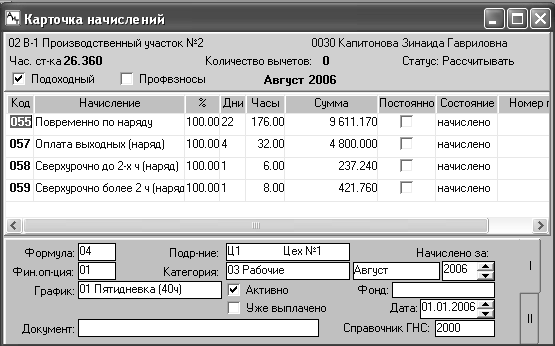 Карточка начислений
02 В-1 Производственный участок №2 0030 Капитонова Зинаида Гавриловна
Час. ст-ка 26.360 Количество вычетов: 0 Статус: Рассчитывать
Подоходный Профвзносы Август 2006
Код Начисление % Дни Часы Сумма Постоянно Состояние Номер
055 Повременно по наряду 100.00 22 176.00 9 611.170 начислено
057 Оплата выходных (наряд) 100.00 4 32.00 4 800.000 начислено
058 Сверхурочно до 2-х ч (наряд) 100.00 1 6.00 237.240 начислено
059 Сверхурочно более 2 ч (наряд 100.00 1 8.00 421.760 начислено
Формула: 04 Подр-ние: Ц1 Цех №1 Начислено за:
Фин.оп-ция: 01 Категория: 03 Рабочие Август 2006
График: 01 Пятидневка (40ч) Активно Фонд:
Уже выплачено Дата: 01.01.2006
Документ: Справочник ГНС: 2000
I
II